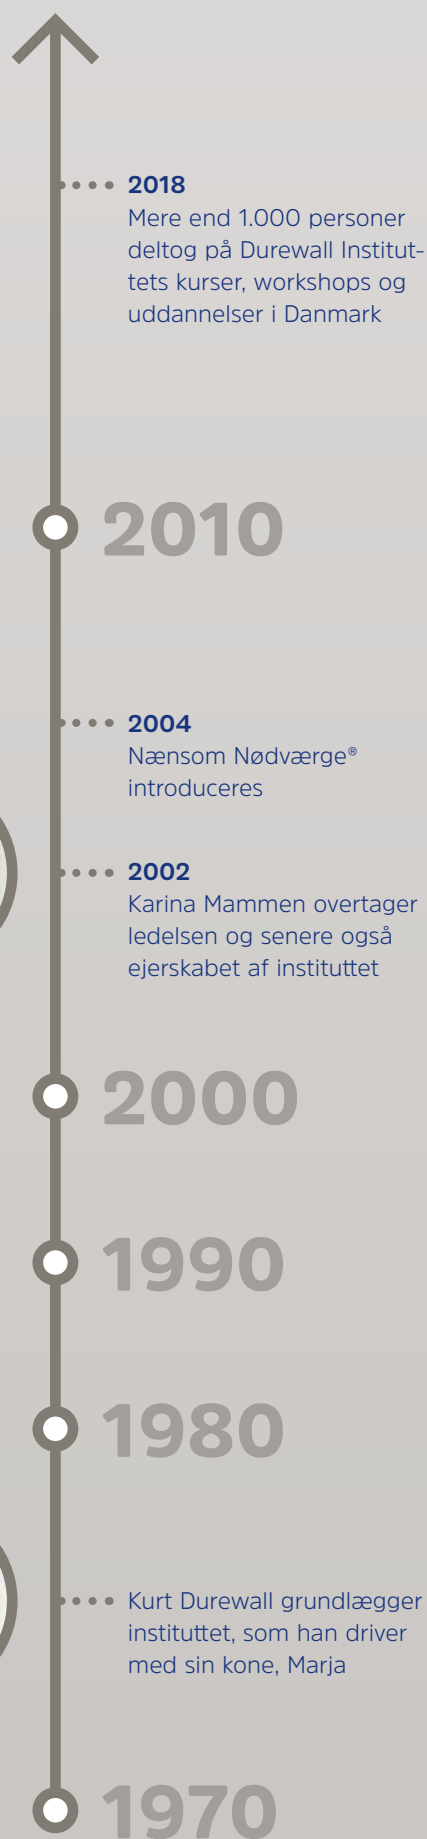 2018
Mere end 1.000 personer
deltog på Durewall Institut-
tets kurser, workshops og
uddannelser i Danmark
2010
2004
Nænsom Nødværge®
introduceres
2002
Karina Mammen overtager
ledelsen og senere også
ejerskabet af instituttet
2000
1990
1980
Kurt Durewall grundlægger
instituttet, som han driver
med sin kone, Marja
1970